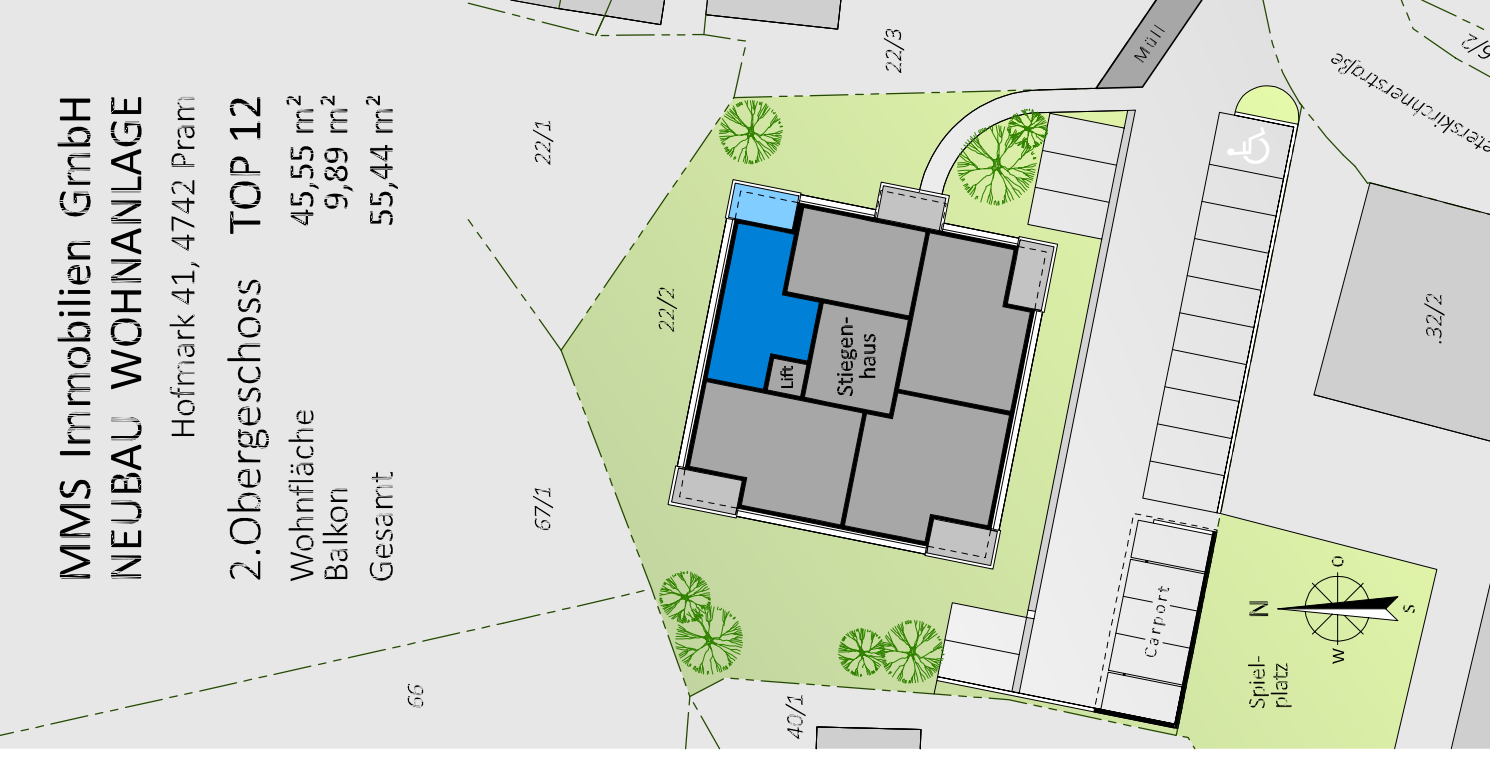 MMS Immobilien GmbH
NEUBAU WOHNANLAGE
Hofmark 41, 4742 Pram
2.Obergeschoss TOP 12
Wohnfläche 45,55 m²
Balkon 9,89 m²
Gesamt 55,44 m²
22/1
67/1
66
22/2
22/3
40/1
Lift
Stiegen-
haus
Müll
Carport
Spiel-
platz
N
O
S
W
.32/2